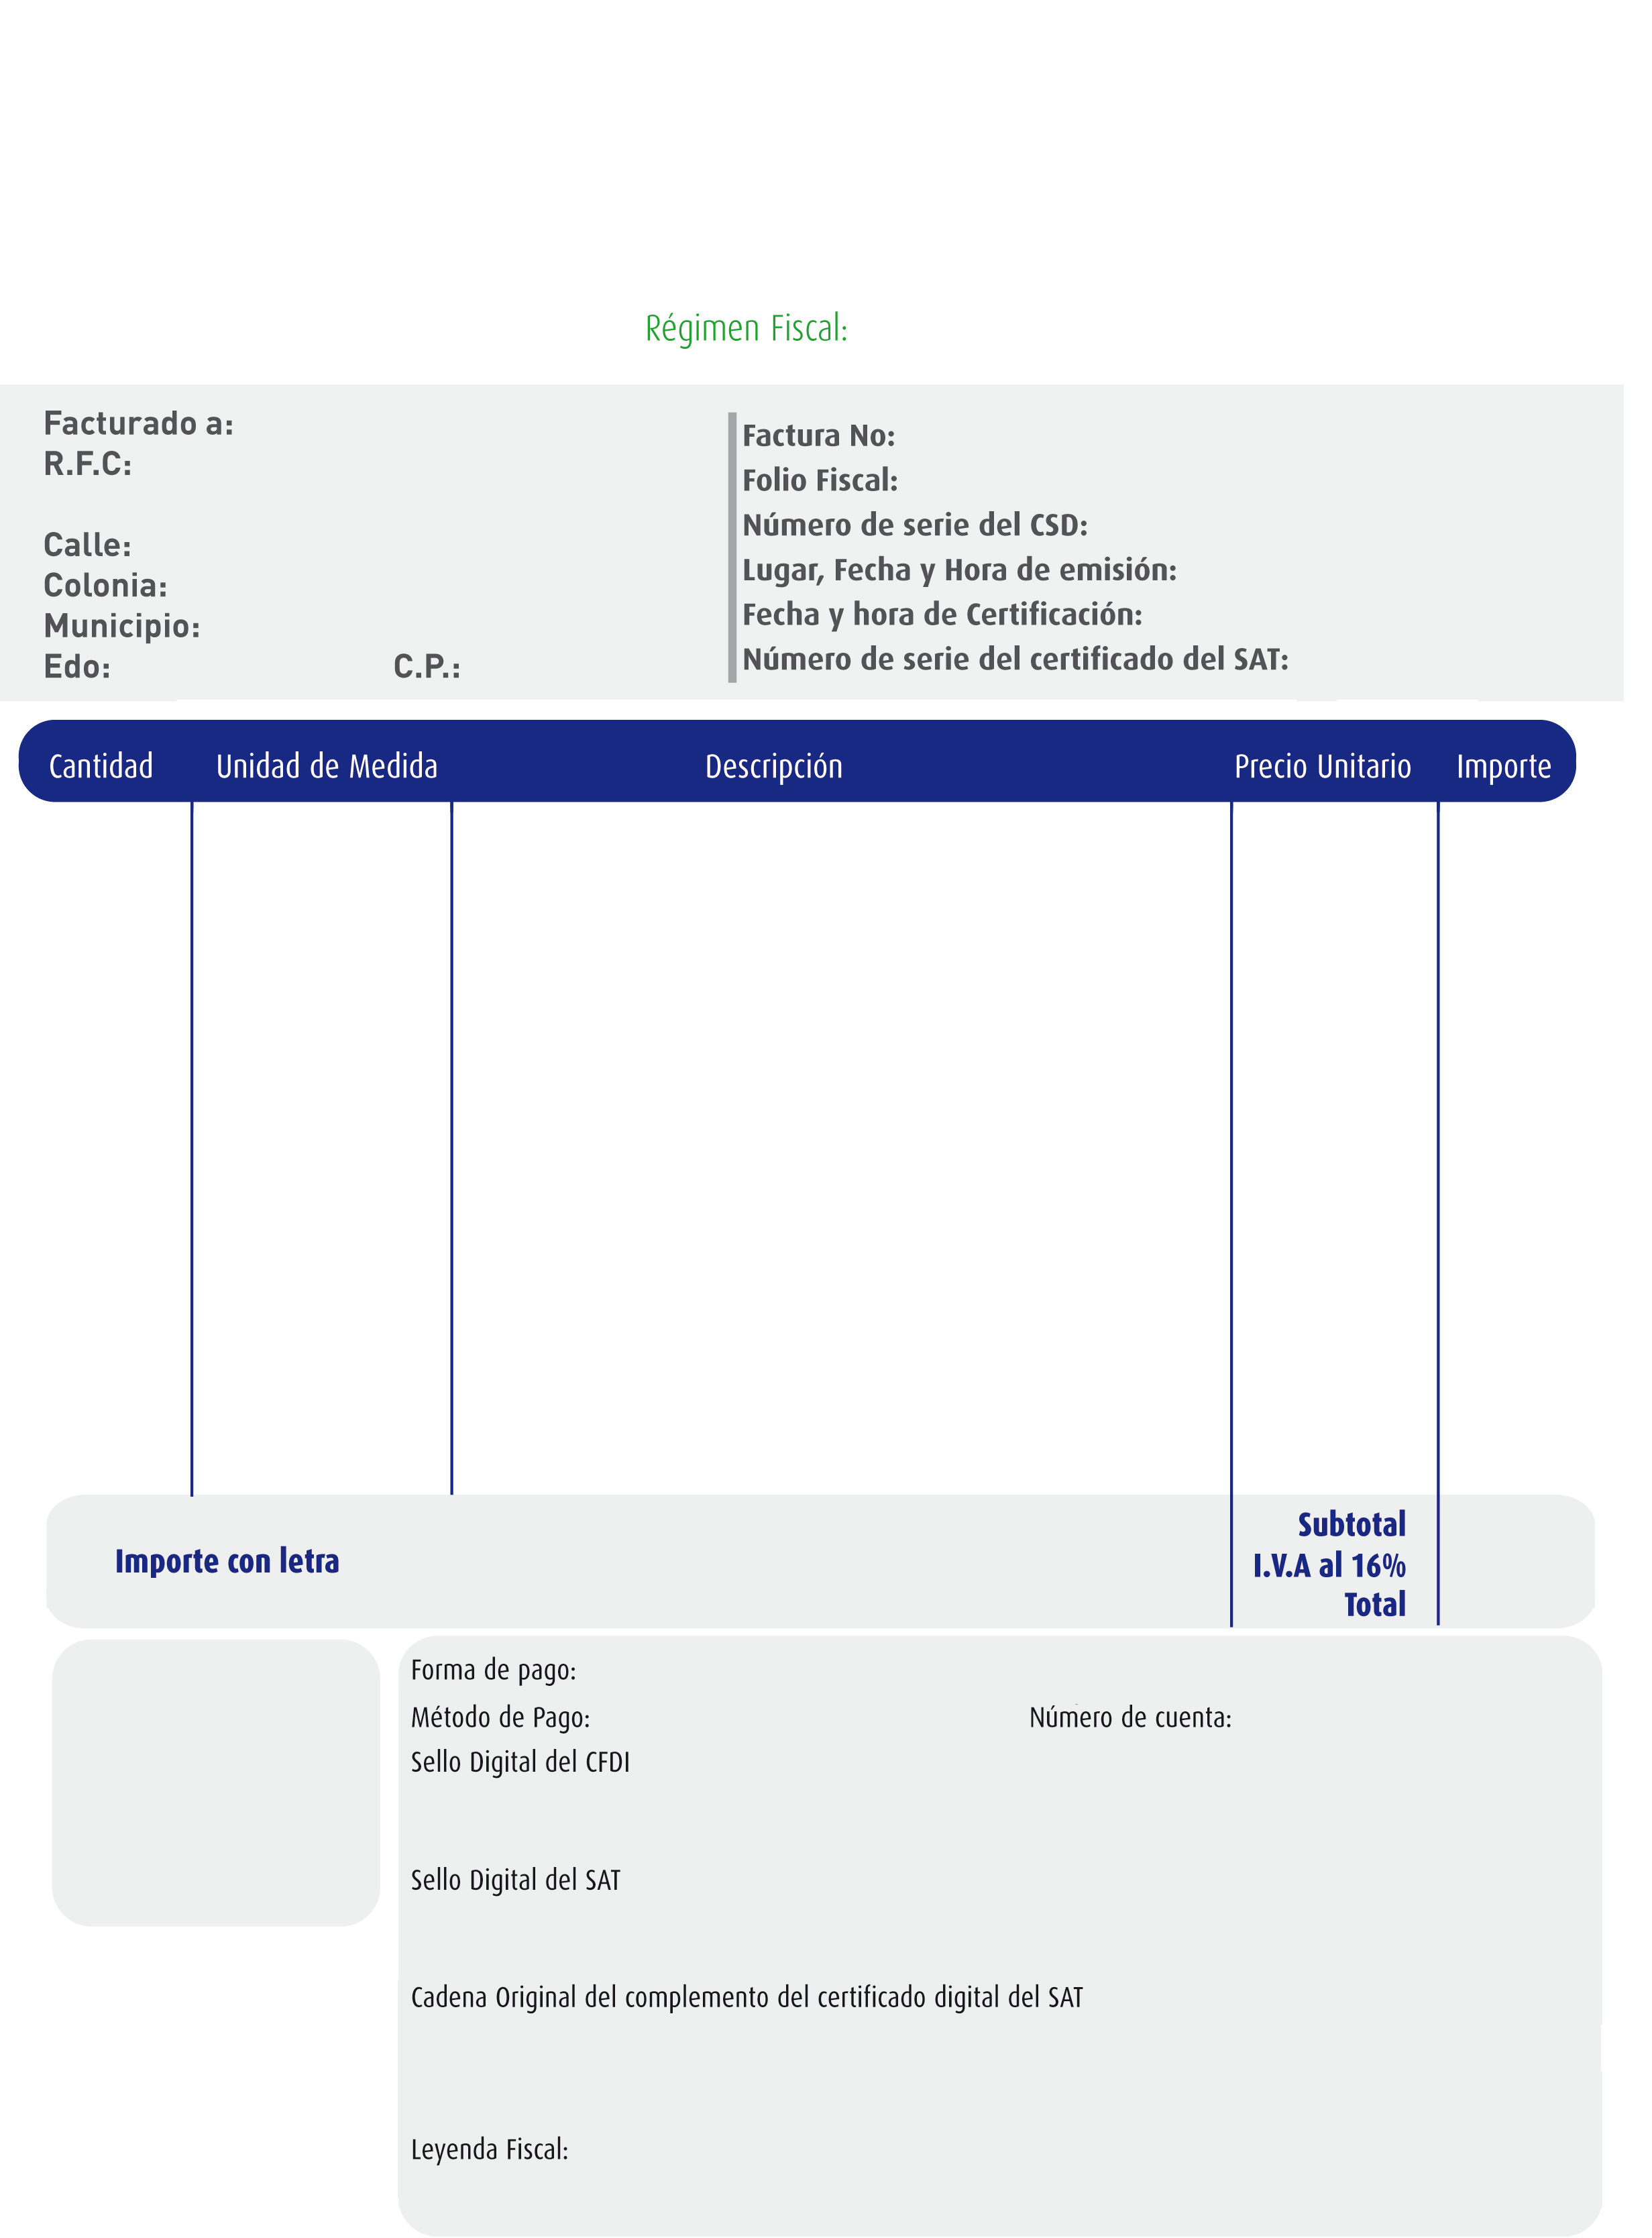 Régimen Fiscal:
Facturado a:
R.F.C:
Calle:
Colonia:
Municipio:
Edo: C.P.:
Factura No:
Folio Fiscal:
Número de serie del CSD:
Lugar, Fecha y Hora de emisión:
Fecha y hora de Certificación:
Número de serie del certificado del SAT:
Cantidad Unidad de Medida Descripción Precio Unitario Importe
Importe con letra
Subtotal
I.V.A al 16%
Total
Forma de pago:
Método de Pago: Número de cuenta:
Sello Digital del CFDI
Sello Digital del SAT
Cadena Original del complemento del certificado digital del SAT
Leyenda Fiscal: